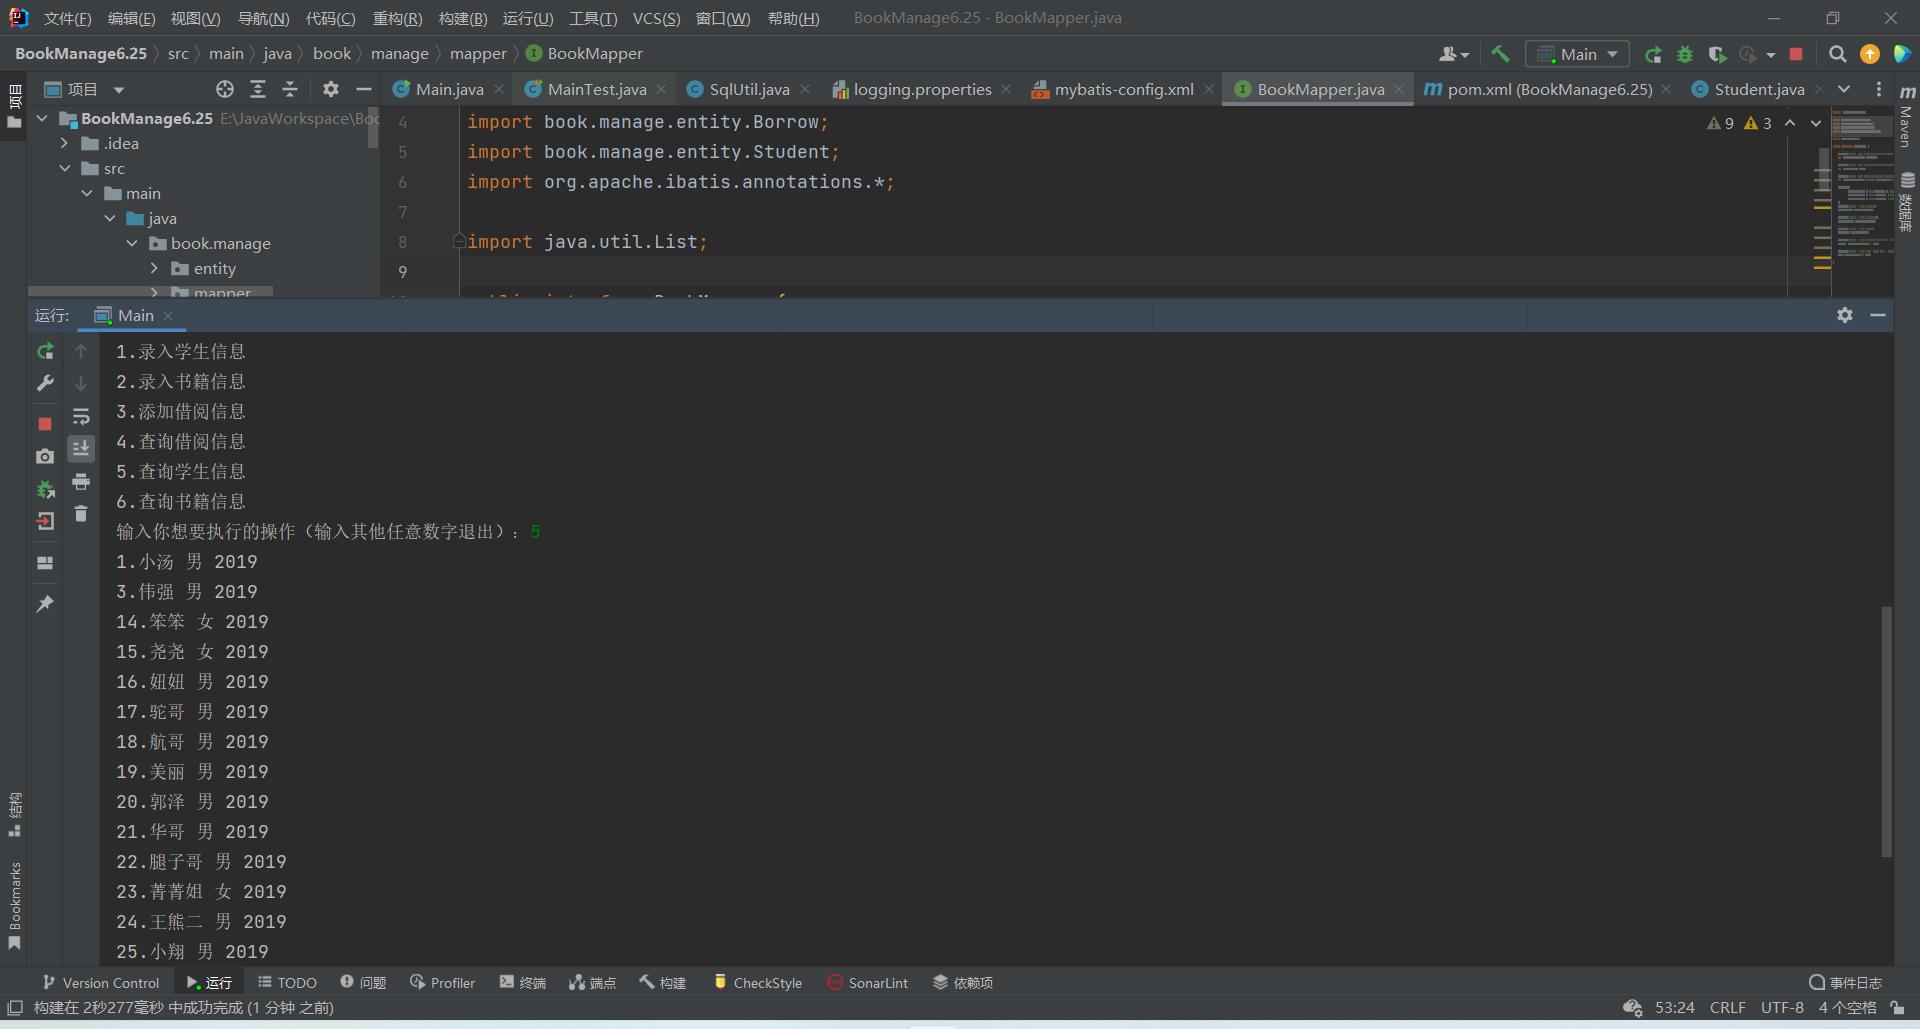 文件(F) 编辑(E) 视图(V) 导航(N) 代码(C) 重构(R) 构建(B) 运行(U) 工具(T) VCS(S) 窗口(W) 帮助(H) BookManage6.25 - BookMapper.java
BookManage6.25 src main java book manage mapper BookMapper
Main
项目
Main.java MainTest.java SqlUtil.java logging.properties mybatis-config.xml BookMapper.java pom.xml (BookManage6.25) Student.java
项目
BookManage6.25 E:\JavaWorkspace\Boo
.idea
src
main
java
book.manage
entity
mapper
4 import book.manage.entity.Borrow;
5 import book.manage.entity.Student;
6 import org.apache.ibatis.annotations.*;
7
8 import java.util.List;
9
9 3
Maven
数据库
运行: Main
1.录入学生信息
2.录入书籍信息
3.添加借阅信息
4.查询借阅信息
5.查询学生信息
6.查询书籍信息
输入你想要执行的操作（输入其他任意数字退出）：5
1.小汤 男 2019
3.伟强 男 2019
14.笨笨 女 2019
15.尧尧 女 2019
16.妞妞 男 2019
17.驼哥 男 2019
18.航哥 男 2019
19.美丽 男 2019
20.郭泽 男 2019
21.华哥 男 2019
22.腿子哥 男 2019
23.菁菁姐 女 2019
24.王熊二 男 2019
25.小翔 男 2019
结构
Bookmarks
Version Control 运行 TODO 问题 Profiler 终端 端点 构建 CheckStyle SonarLint 依赖项 事件日志
构建在 2秒277毫秒 中成功完成 (1 分钟 之前) 53:24 CRLF UTF-8 4 个空格